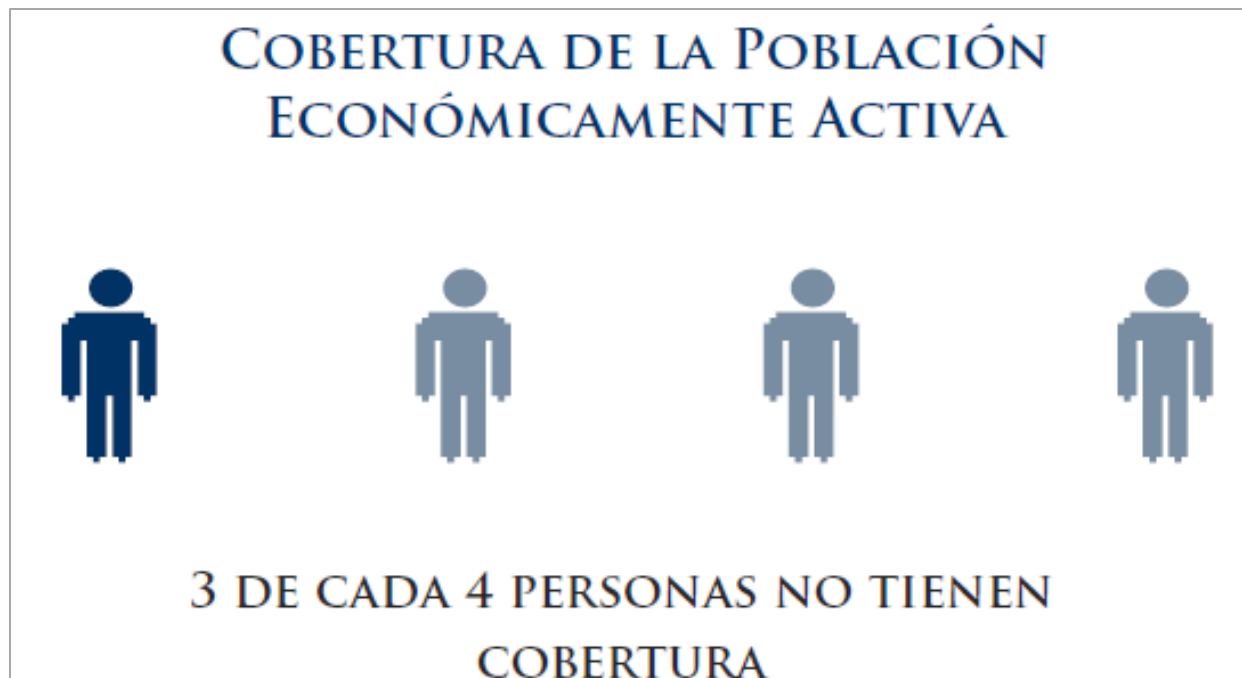 Cobertura de la Población
Económicamente Activa
3 de cada 4 personas no tienen
cobertura